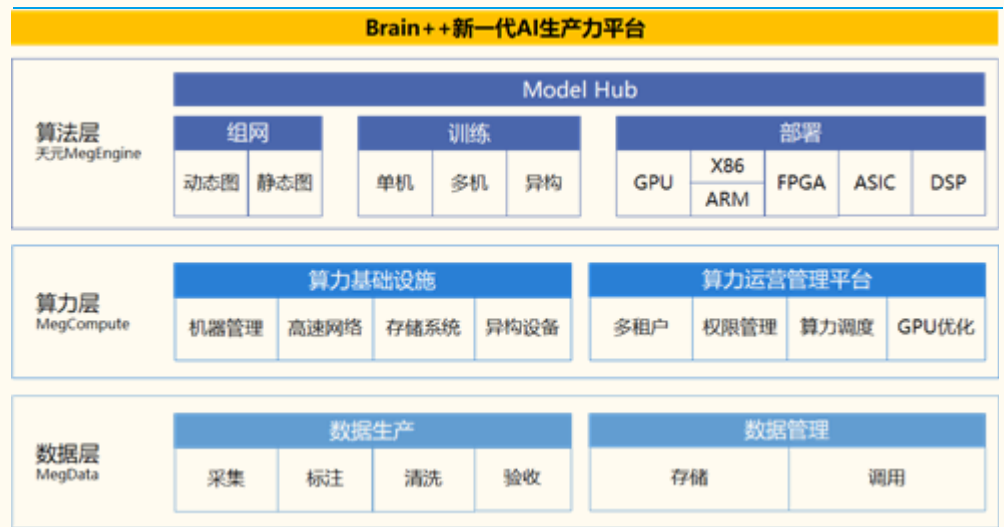 Brain++新一代AI生产力平台
Model Hub
算法层
天元MegEngine
组网 训练 部署
动态图 静态图 单机 多机 异构 GPU X86 ARM FPGA ASIC DSP
算力层
MegCompute
算力基础设施 算力运营管理平台
机器管理 高速网络 存储系统 异构设备 多租户 权限管理 算力调度 GPU优化
数据层
MegData
数据生产 数据管理
采集 标注 清洗 验收 存储 调用